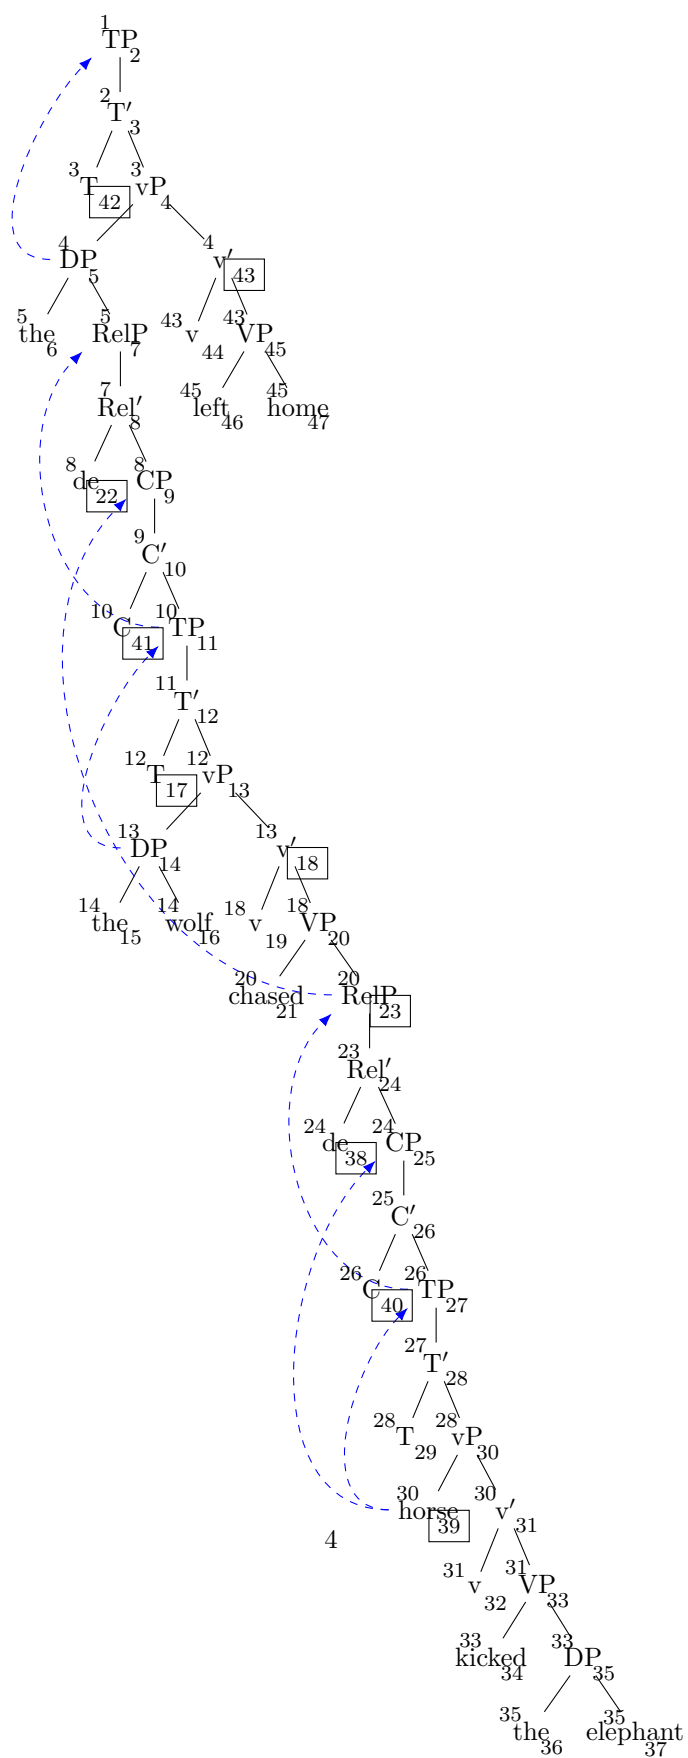 1 TP 2
2 T′ 3
3 T 42 3 vP 4
4 DP 5 4 v′ 43
5 the 6 5 RelP 7 43 v 44 43 VP 45
7 Rel′ 8 45 left 46 45 home 47
8 de 22 8 CP 9
9 C′ 10
10 C 41 10 TP 11
11 T′ 12
12 T 17 12 vP 13
13 DP 14 13 v′ 18
14 the 15 14 wolf 16 18 v 19 18 VP 20
20 chased 21 20 RelP 23
23 Rel′ 24
24 de 38 24 CP 25
25 C′ 26
26 C 40 26 TP 27
27 T′ 28
28 T 29 28 vP 30
30 horse 39 30 v′ 31
4
31 v 32 31 VP 33
33 kicked 34 33 DP 35
35 the 36 35 elephant 37